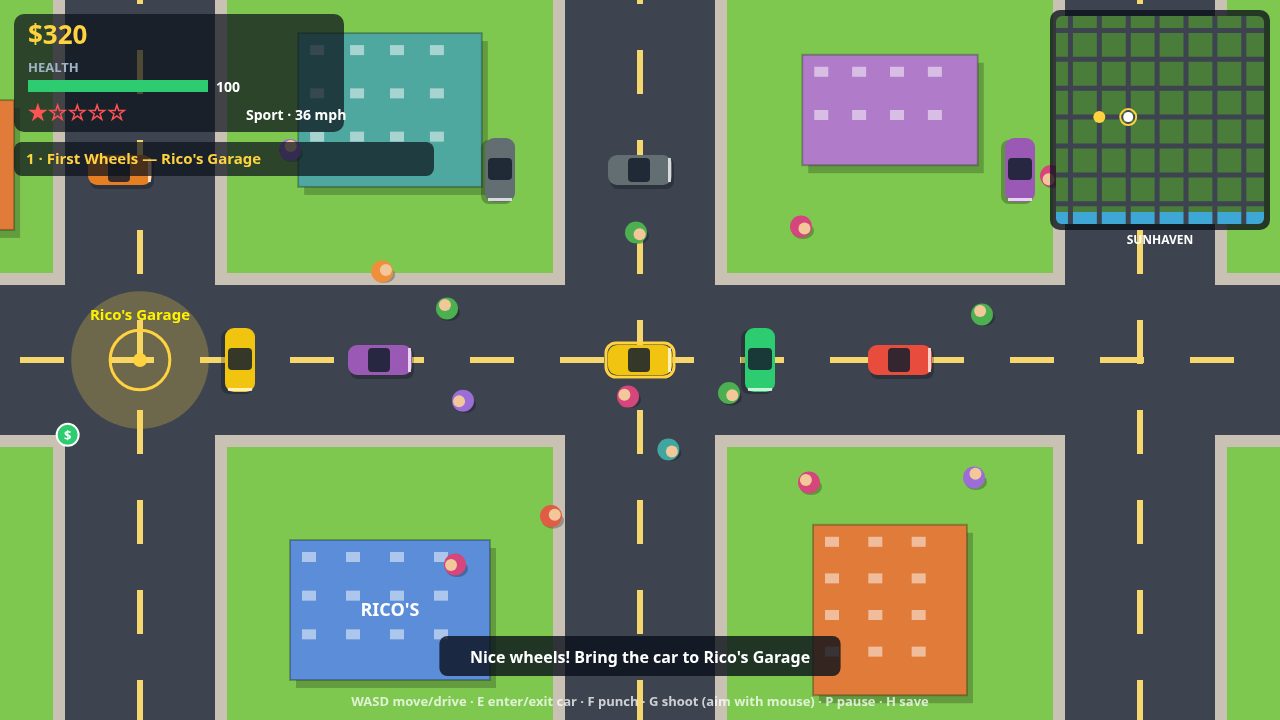 $320
HEALTH
100
★☆☆☆☆
Sport · 36 mph
1 · First Wheels — Rico's Garage
SUNHAVEN
Rico's Garage
$
RICO'S
Nice wheels! Bring the car to Rico's Garage
WASD move/drive · E enter/exit car · F punch · G shoot (aim with mouse) · P pause · H save